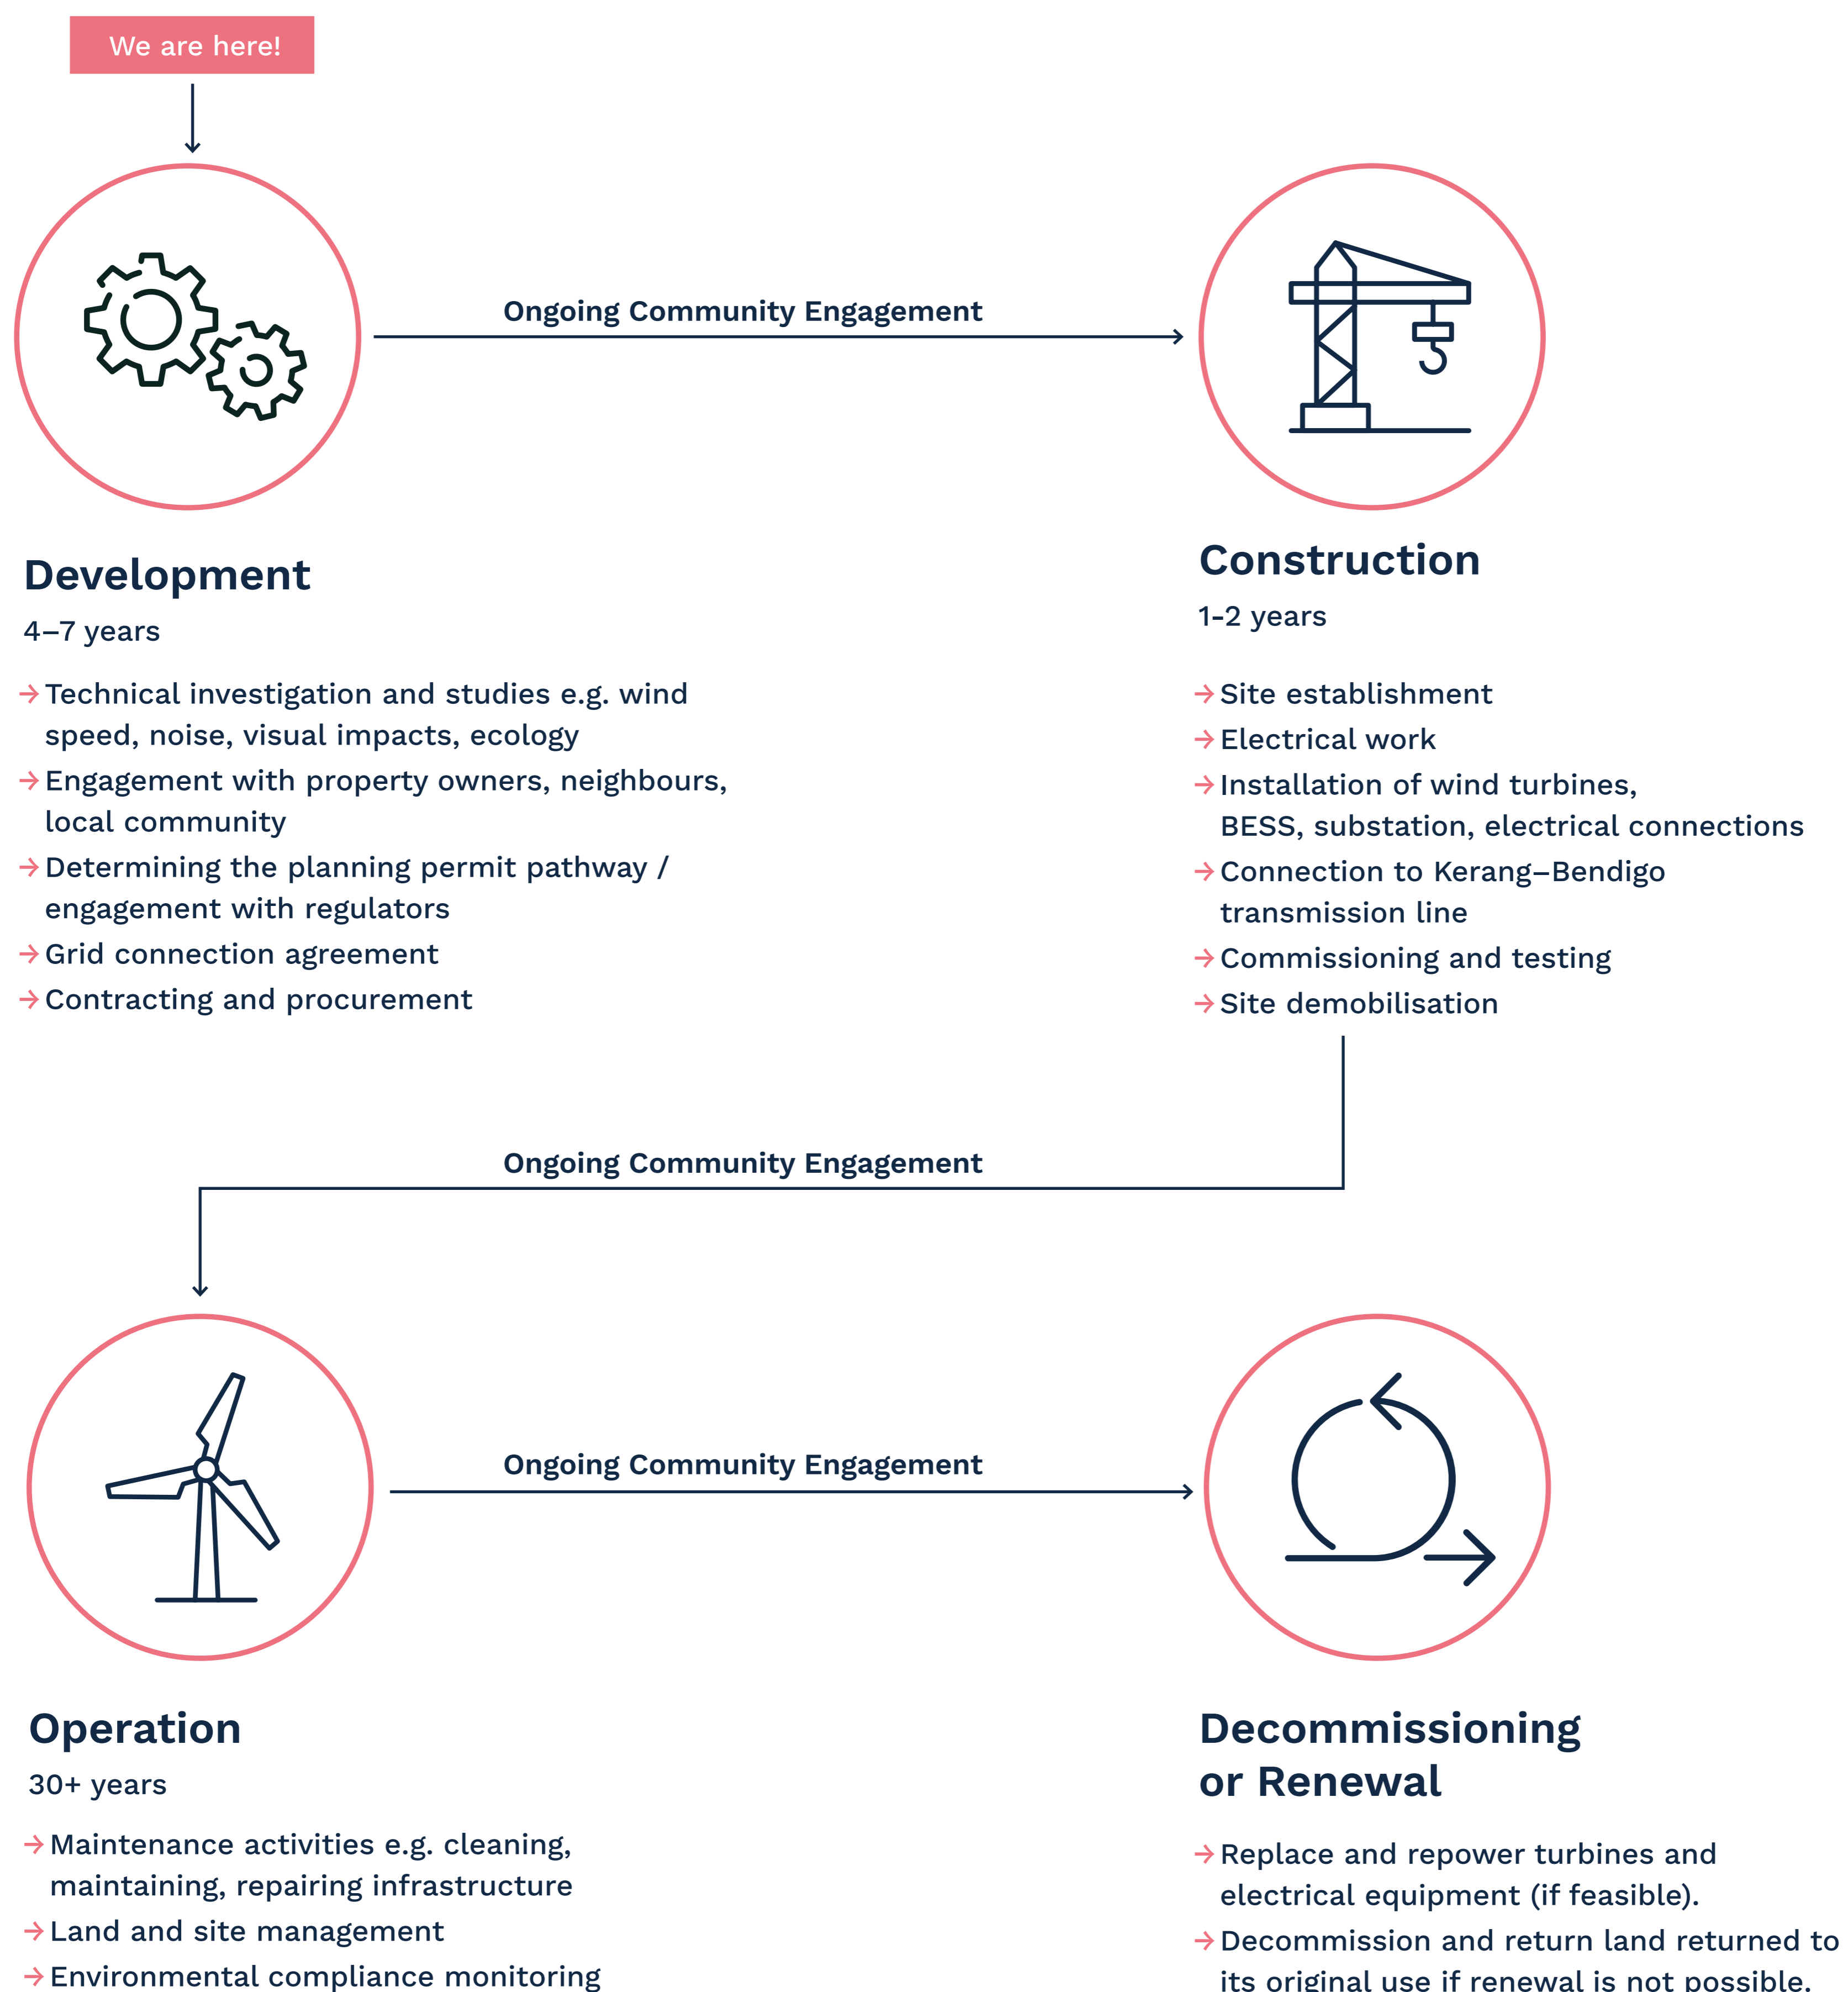 We are here!
Ongoing Community Engagement
Development
4–7 years
→ Technical investigation and studies e.g. wind
speed, noise, visual impacts, ecology
→ Engagement with property owners, neighbours,
local community
→ Determining the planning permit pathway /
engagement with regulators
→ Grid connection agreement
→ Contracting and procurement
Construction
1-2 years
→ Site establishment
→ Electrical work
→ Installation of wind turbines,
BESS, substation, electrical connections
→ Connection to Kerang–Bendigo
transmission line
→ Commissioning and testing
→ Site demobilisation
Ongoing Community Engagement
Ongoing Community Engagement
Operation
30+ years
→ Maintenance activities e.g. cleaning,
maintaining, repairing infrastructure
→ Land and site management
→ Environmental compliance monitoring
Decommissioning
or Renewal
→ Replace and repower turbines and
electrical equipment (if feasible).
→ Decommission and return land returned to
its original use if renewal is not possible.